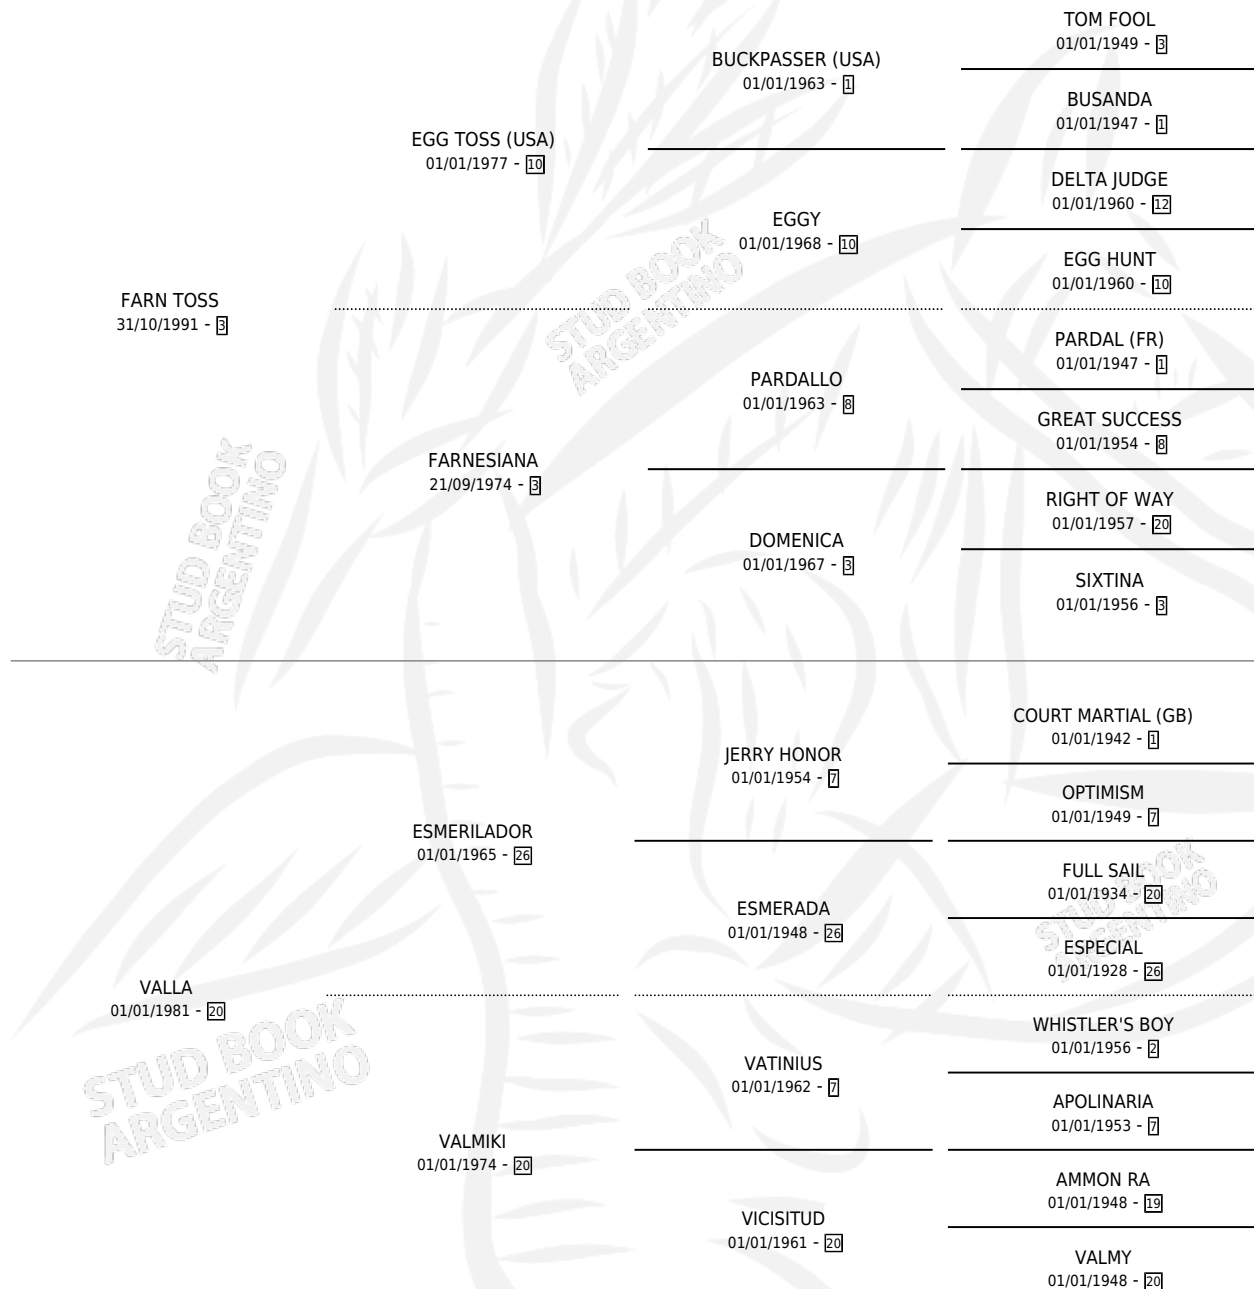 TOM FOOL
01/01/1949 - 3
BUCKPASSER (USA)
01/01/1963 - 1
BUSANDA
01/01/1947 - 1
EGG TOSS (USA)
01/01/1977 - 10
DELTA JUDGE
01/01/1960 - 12
EGGY
01/01/1968 - 10
EGG HUNT
01/01/1960 - 10
STUD BOOK
ARGENTINO
FARN TOSS
31/10/1991 - 3
PARDAL (FR)
01/01/1947 - 1
PARDALLO
01/01/1963 - 8
GREAT SUCCESS
01/01/1954 - 8
FARNESIANA
21/09/1974 - 3
RIGHT OF WAY
01/01/1957 - 20
DOMENICA
01/01/1967 - 3
SIXTINA
01/01/1956 - 3
STUD BOOK
ARGENTINO
COURT MARTIAL (GB)
01/01/1942 - 1
JERRY HONOR
01/01/1954 - 7
OPTIMISM
01/01/1949 - 7
ESMERILADOR
01/01/1965 - 26
FULL SAIL
01/01/1934 - 20
ESMERADA
01/01/1948 - 26
ESPECIAL
01/01/1928 - 26
STUD BOOK
ARGENTINO
VALLA
01/01/1981 - 20
WHISTLER'S BOY
01/01/1956 - 2
VATINIUS
01/01/1962 - 7
APOLINARIA
01/01/1953 - 7
VALMIKI
01/01/1974 - 20
AMMON RA
01/01/1948 - 19
VICISITUD
01/01/1961 - 20
VALMY
01/01/1948 - 20
STUD BOOK
ARGENTINO